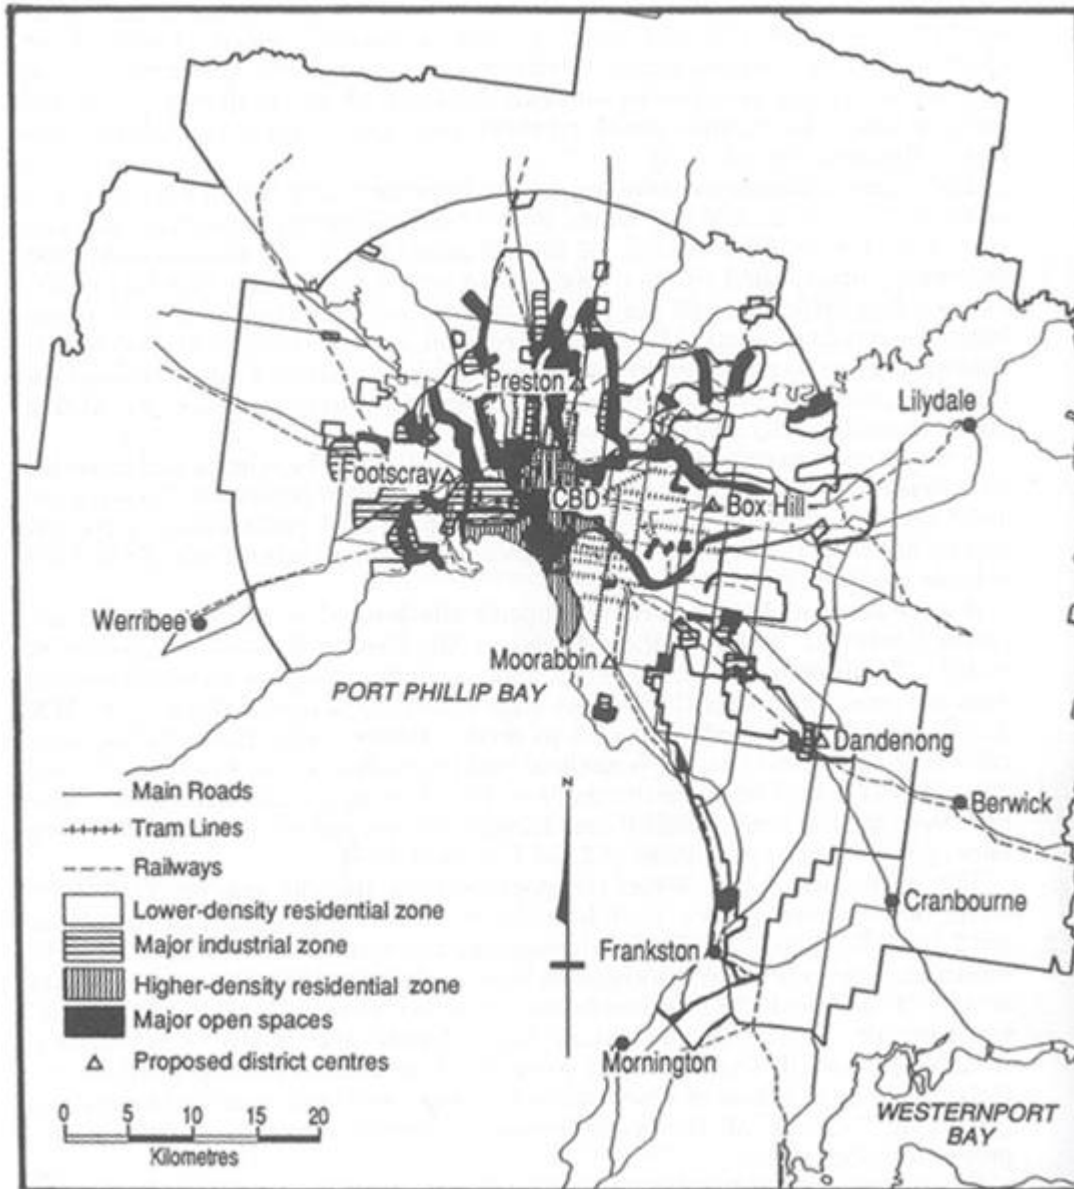 Preston
Lilydale
Footscray
CBD
Box Hill
Werribee
Moorabbin
PORT PHILLIP BAY
Dandenong
N
Main Roads
Berwick
Tram Lines
Railways
Lower-density residential zone
Cranbourne
Major industrial zone
Frankston
Higher-density residential zone
Major open spaces
Proposed district centres
Mornington
0 5 10 15 20
Kilometres
WESTERNPORT
BAY